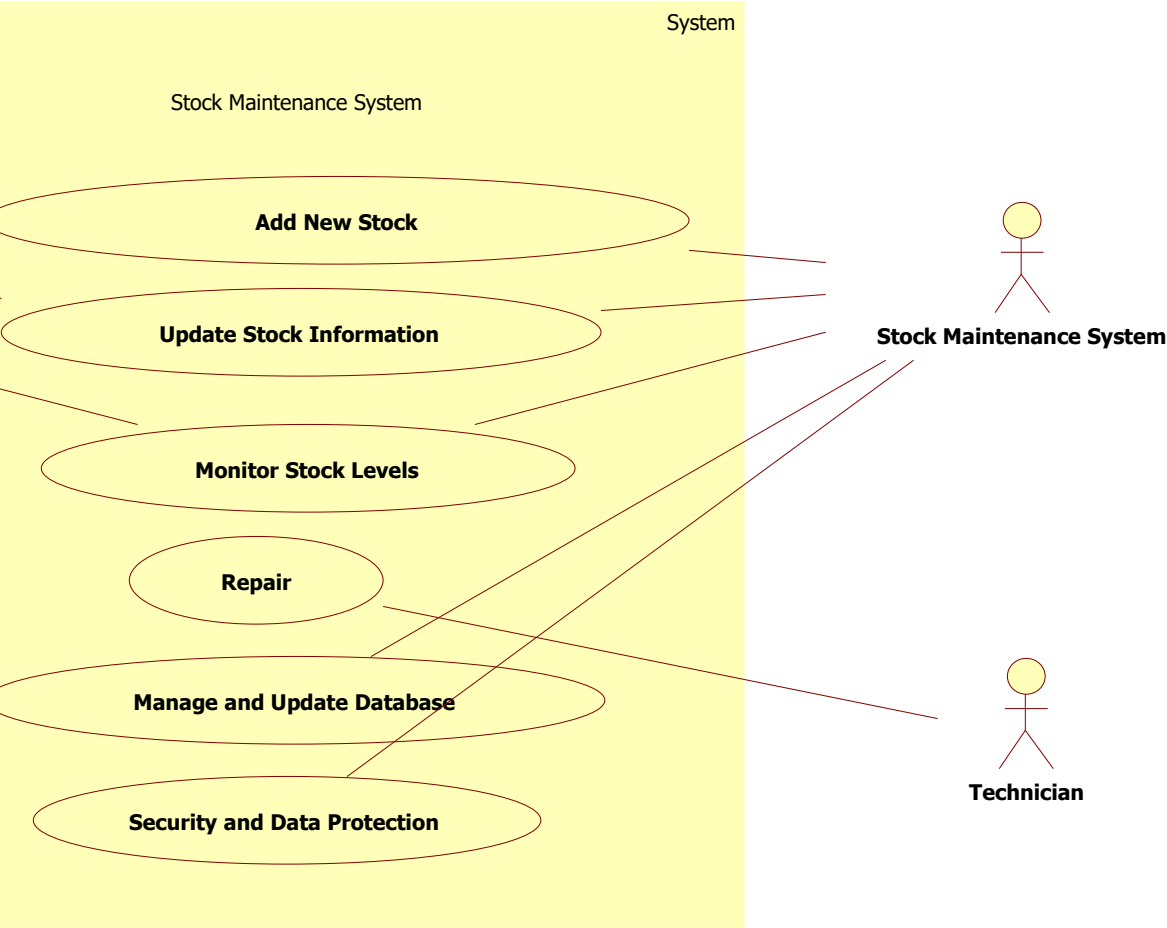 System
Stock Maintenance System
Add New Stock
Update Stock Information
Stock Maintenance System
Monitor Stock Levels
Repair
Manage and Update Database
Technician
Security and Data Protection